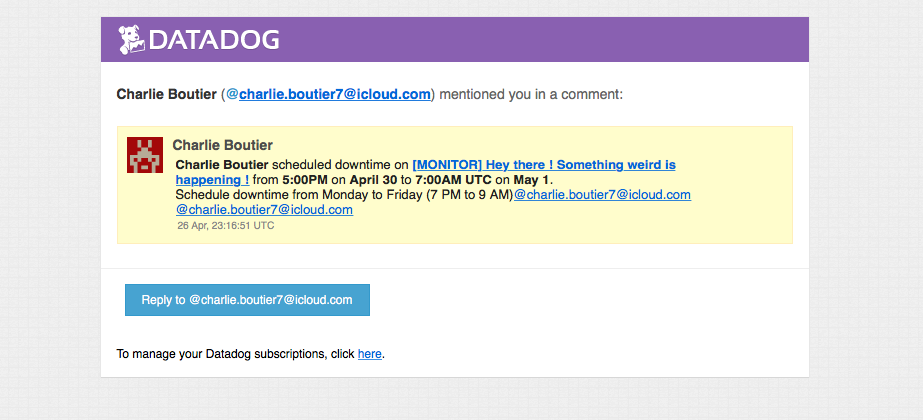 DATADOG
Charlie Boutier (@charlie.boutier7@icloud.com) mentioned you in a comment:
Charlie Boutier
Charlie Boutier scheduled downtime on [MONITOR] Hey there ! Something weird is
happening ! from 5:00PM on April 30 to 7:00AM UTC on May 1.
Schedule downtime from Monday to Friday (7 PM to 9 AM)@charlie.boutier7@icloud.com
@charlie.boutier7@icloud.com
26 Apr, 23:16:51 UTC
Reply to @charlie.boutier7@icloud.com
To manage your Datadog subscriptions, click here.